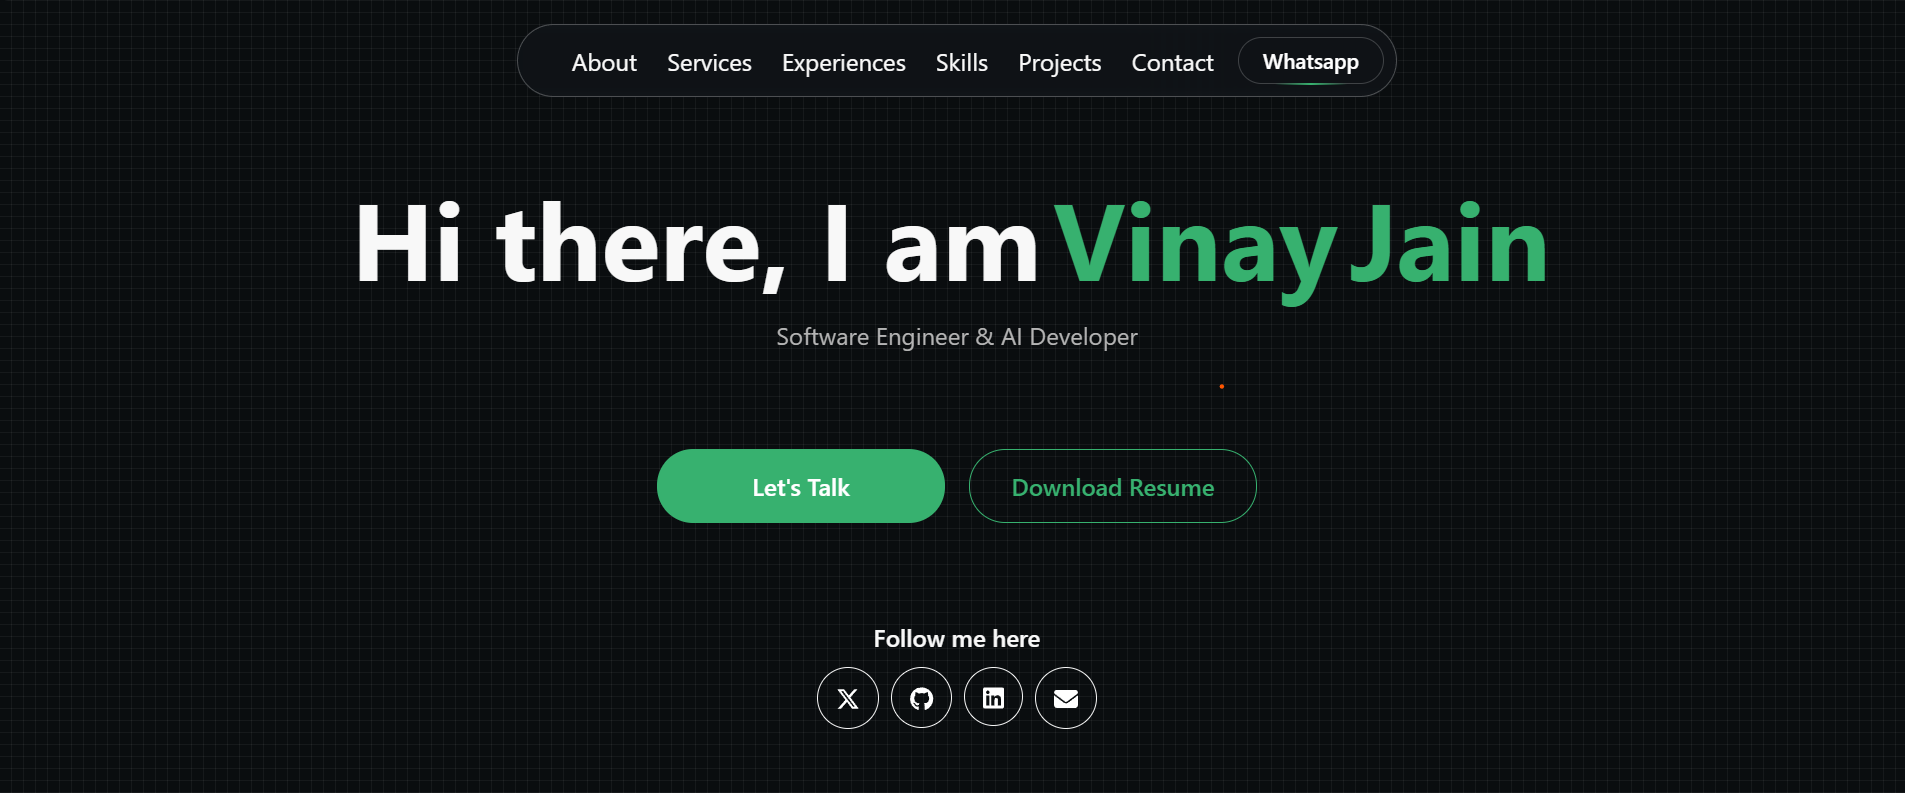 About Services Experiences Skills Projects Contact Whatsapp
Hi there, I am Vinay Jain
Software Engineer & AI Developer
Let's Talk Download Resume
Follow me here